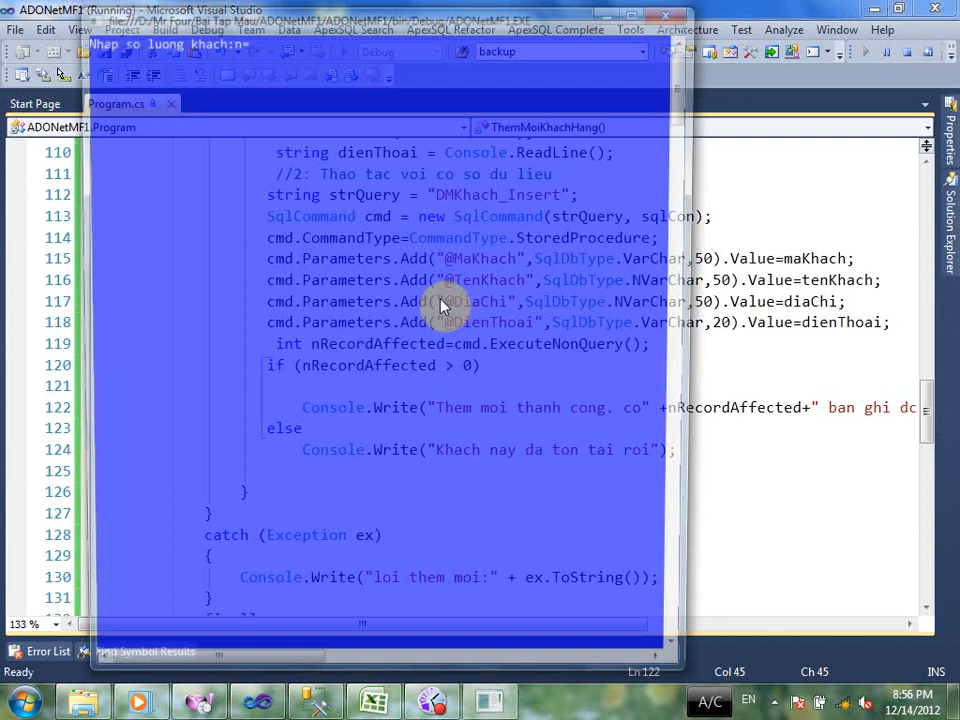 ADONetMF1 (Running) - Microsoft Visual Studio
file:///D:/Mr Four/Bai Tap Mau/ADONetMF1/ADONetMF1/bin/Debug/ADONetMF1.EXE
File Edit View Project Debug Team Data ApexSQL Search ApexSQL Refactor ApexSQL Complete Tools Architecture Test Analyze Window Help
Nhap so luong khach:n=
Debug
backup
Start Page
Program.cs
ADONetMF1.Program
ThemMoiKhachHang()
110 string dienThoai = Console.ReadLine();
111 //2: Thao tac voi co so du lieu
112 string strQuery = "DMKhach_Insert";
113 SqlCommand cmd = new SqlCommand(strQuery, sqlCon);
114 cmd.CommandType=CommandType.StoredProcedure;
115 cmd.Parameters.Add("@MaKhach",SqlDbType.VarChar,50).Value=maKhach;
116 cmd.Parameters.Add("@TenKhach",SqlDbType.NVarChar,50).Value=tenKhach;
117 cmd.Parameters.Add("@DiaChi",SqlDbType.NVarChar,50).Value=diaChi;
118 cmd.Parameters.Add("@DienThoai",SqlDbType.VarChar,20).Value=dienThoai;
119 int nRecordAffected=cmd.ExecuteNonQuery();
120 if (nRecordAffected > 0)
121
122 Console.Write("Them moi thanh cong. co" +nRecordAffected+" ban ghi dc
123 else
124 Console.Write("Khach nay da ton tai roi");
125
126 }
127 }
128 catch (Exception ex)
129 {
130 Console.Write("loi them moi:" + ex.ToString());
131 }
Properties
Solution Explorer
133 %
Error List
Find Symbol Results
Ready
Ln 122
Col 45
Ch 45
INS
A/C
EN
8:56 PM
12/14/2012